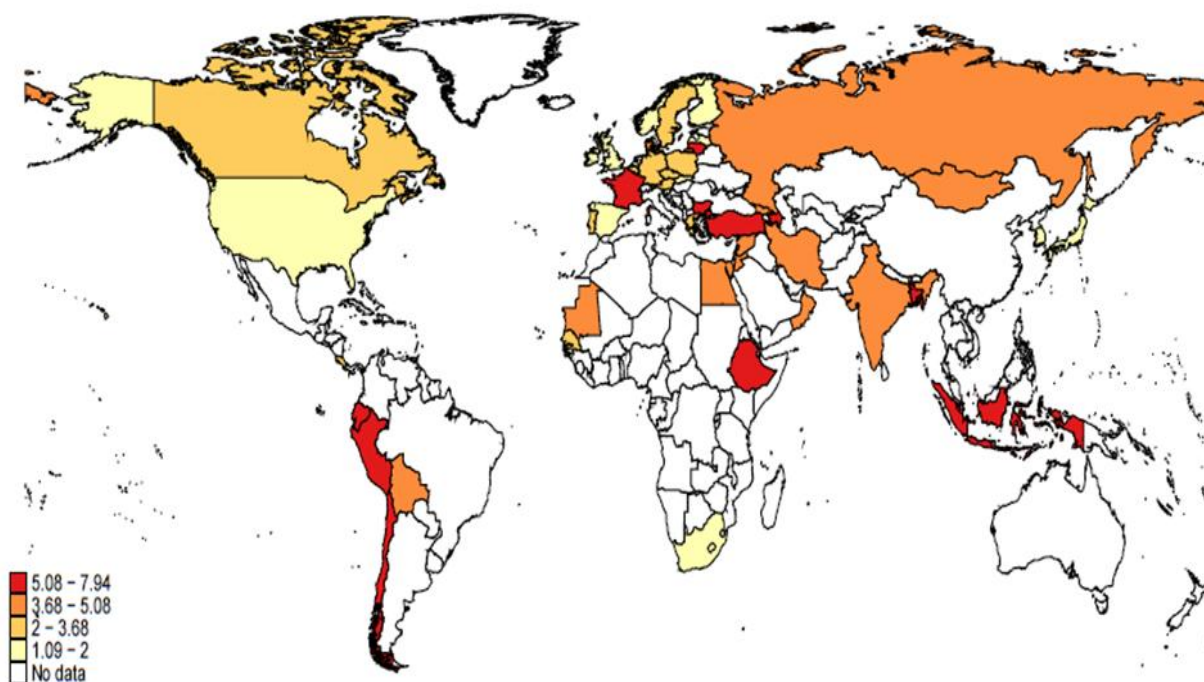 5.08 – 7.94
3.68 – 5.08
2 – 3.68
1.09 – 2
No data